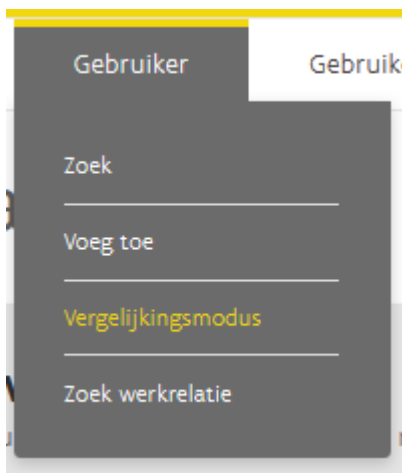 Gebruiker
Zoek
Voeg toe
Vergelijkingsmodus
Zoek werkrelatie